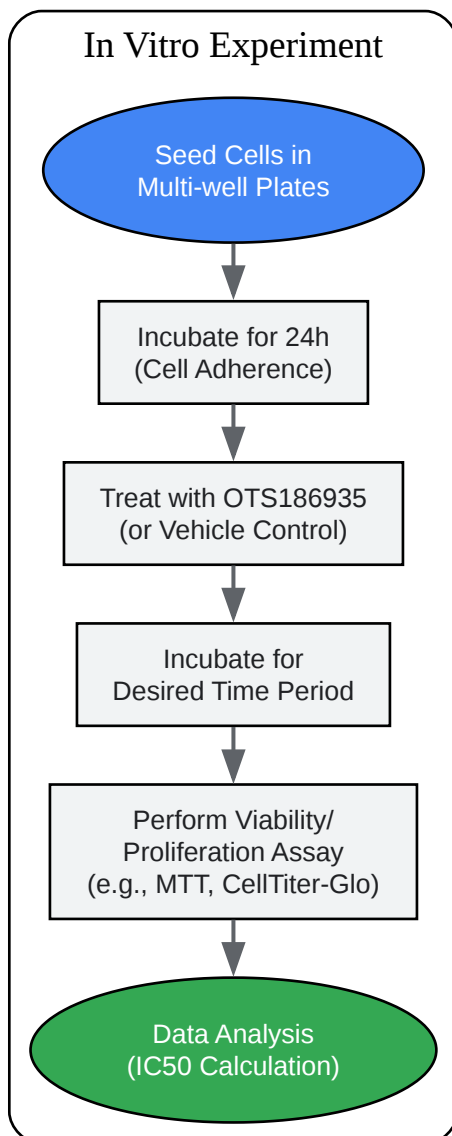 In Vitro Experiment
Seed Cells in
Multi-well Plates
Incubate for 24h
(Cell Adherence)
Treat with OTS186935
(or Vehicle Control)
Incubate for
Desired Time Period
Perform Viability/
Proliferation Assay
(e.g., MTT, CellTiter-Glo)
Data Analysis
(IC50 Calculation)